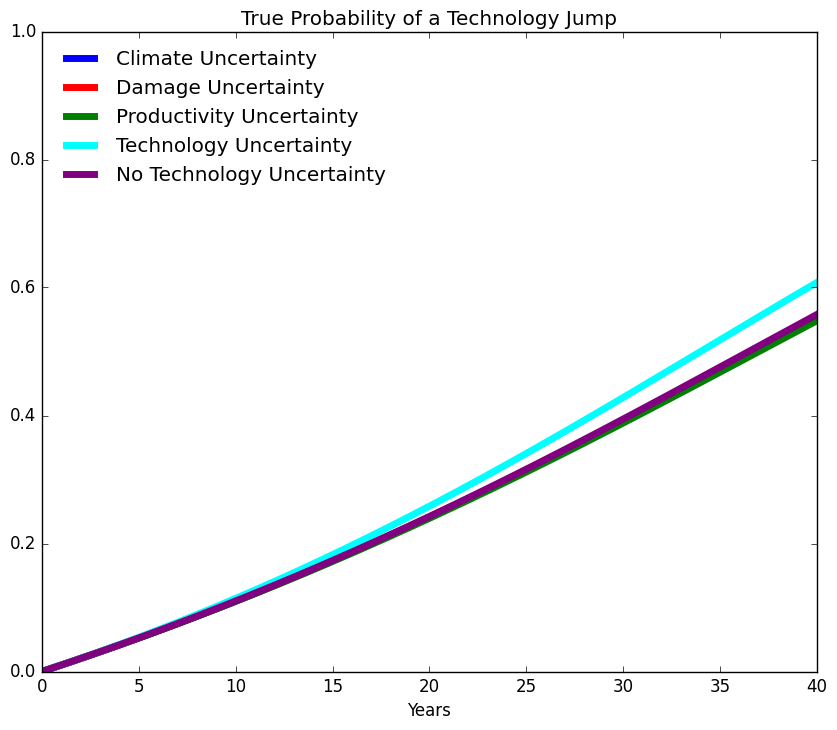 True Probability of a Technology Jump
1.0
Climate Uncertainty
Damage Uncertainty
Productivity Uncertainty
Technology Uncertainty
No Technology Uncertainty
0.8
0.6
0.4
0.2
0.0
0 5 10 15 20 25 30 35 40
Years